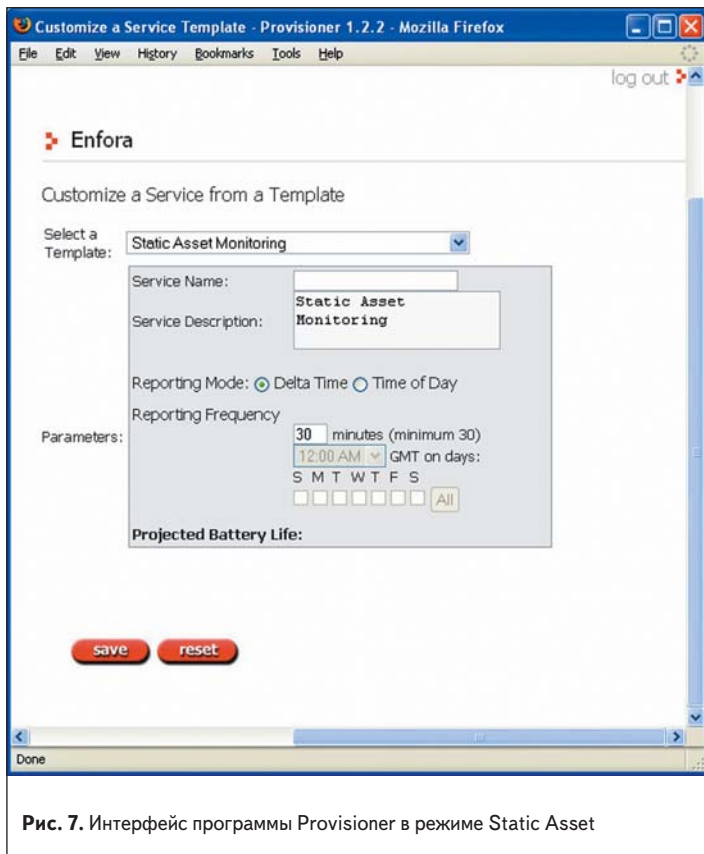 Customize a Service Template - Provisioner 1.2.2 - Mozilla Firefox
File Edit View History Bookmarks Tools Help
log out
Enfora
Customize a Service from a Template
Select a
Template:
Static Asset Monitoring
Service Name:
Service Description:
Static Asset
Monitoring
Reporting Mode: Delta Time Time of Day
Reporting Frequency
Parameters:
30 minutes (minimum 30)
12:00 AM GMT on days:
S M T W T F S
All
Projected Battery Life:
save reset
Done
Рис. 7. Интерфейс программы Provisioner в режиме Static Asset